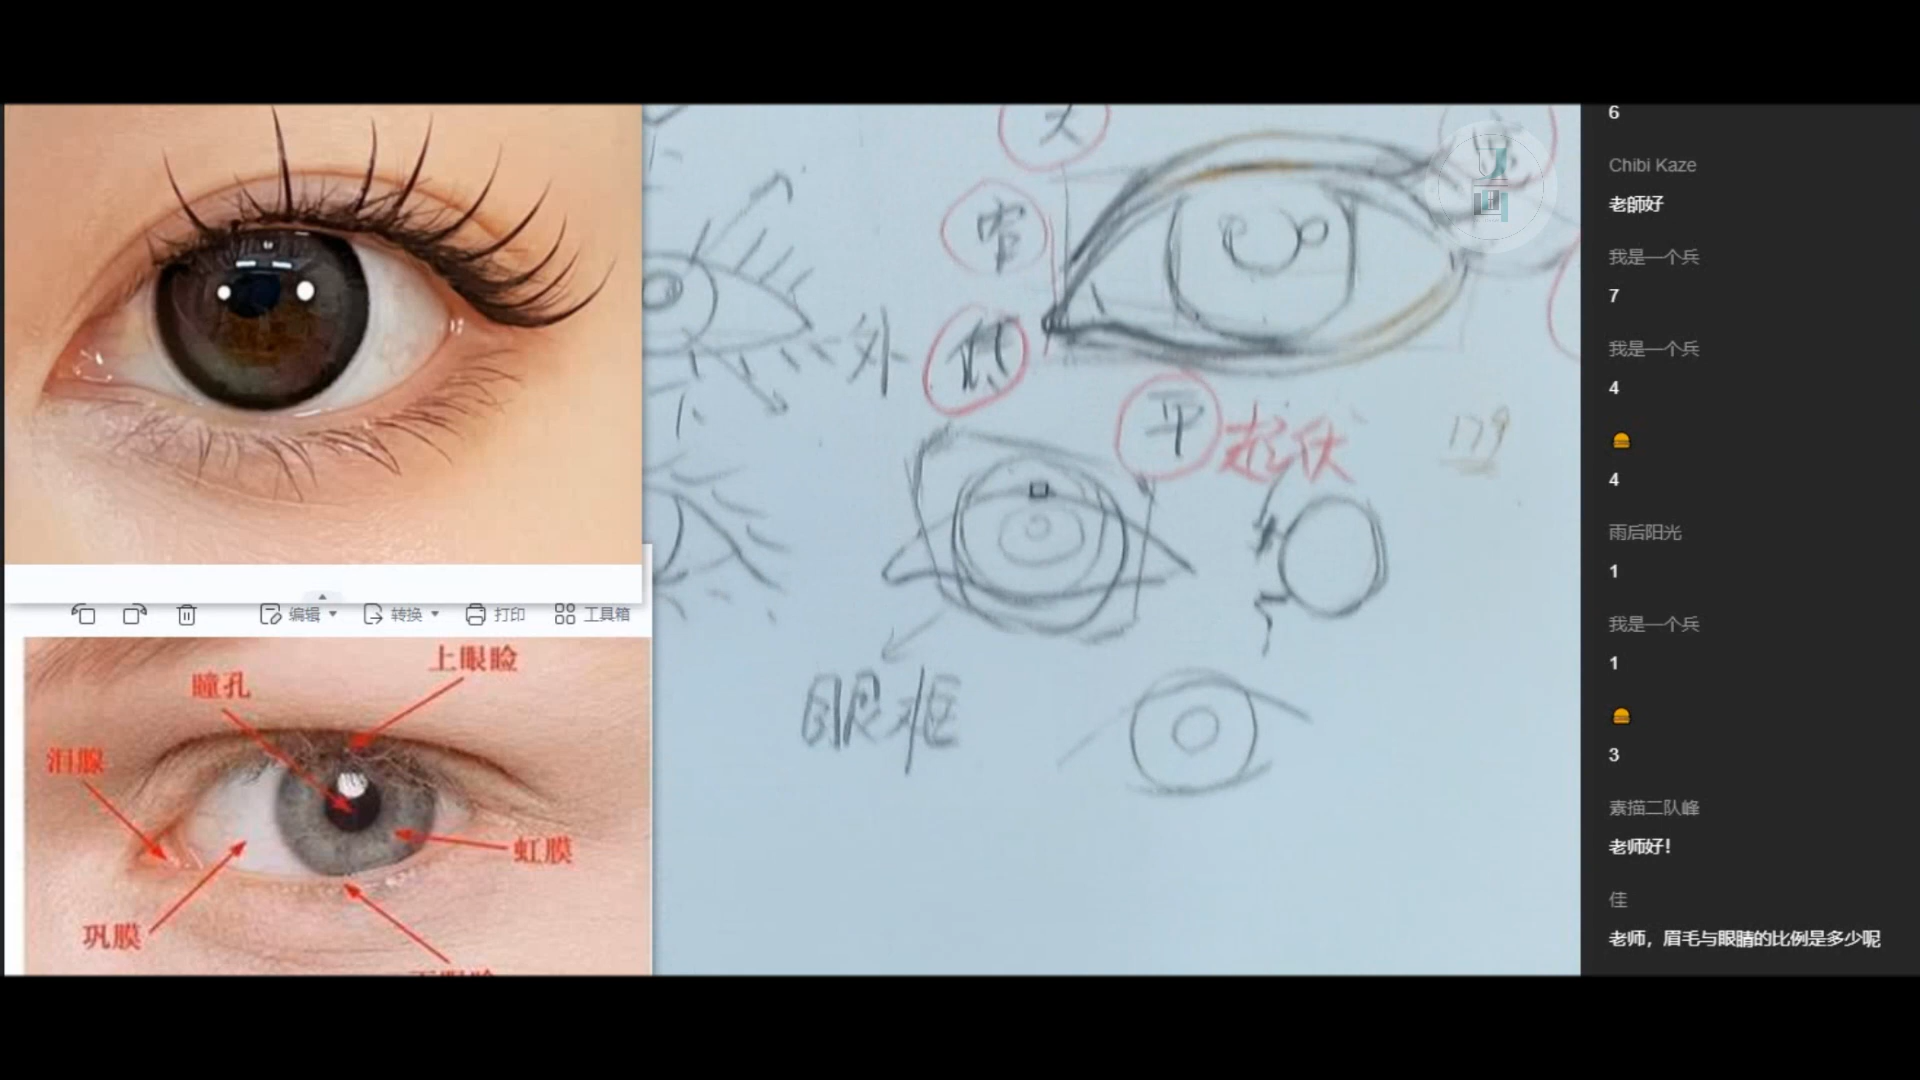 编辑
转换
打印
工具箱
上眼睑
瞳孔
泪腺
虹膜
巩膜
窄
外
平
起伏
179
眼眶
6
Chibi Kaze
老師好
我是一个兵
7
我是一个兵
4
4
雨后阳光
1
我是一个兵
1
3
素描二队峰
老师好！
佳
老师，眉毛与眼睛的比例是多少呢